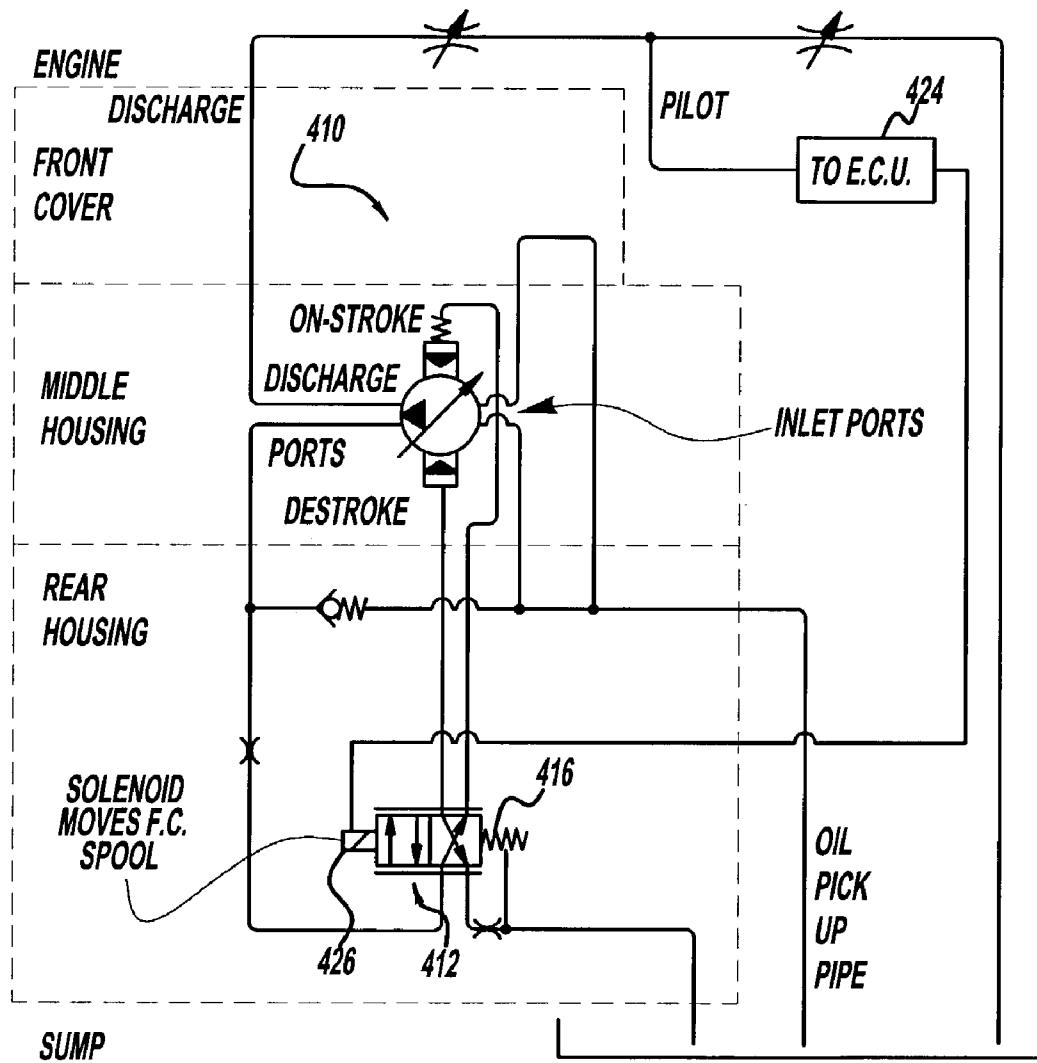 ENGINE
DISCHARGE
FRONT
COVER
410
PILOT
424
TO E.C.U.
ON-STROKE
DISCHARGE
MIDDLE
HOUSING
PORTS
INLET PORTS
DESTROKE
REAR
HOUSING
SOLENOID
MOVES F.C.
SPOOL
416
OIL
PICK
UP
PIPE
426
412
SUMP